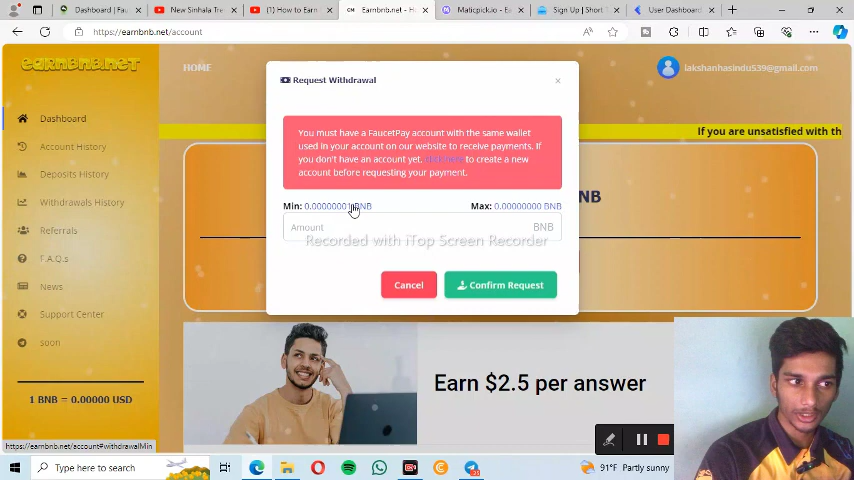 Dashboard | Fau
New Sinhala Tre
(1) How to Earn
Earnbnb.net - H
Maticpick.io - Ea
Sign Up | Short T
User Dashboard
https://earnbnb.net/account
EARNBNB.NET
HOME
lakshanhasindu539@gmail.com
Request Withdrawal
Dashboard
Account History
Deposits History
Withdrawals History
Referrals
F.A.Q.s
News
Support Center
soon
1 BNB = 0.00000 USD
If you are unsatisfied with th
You must have a FaucetPay account with the same wallet
used in your account on our website to receive payments. If
you don't have an account yet, click here to create a new
account before requesting your payment.
Min: 0.00000001 BNB
Max: 0.00000000 BNB
Amount
BNB
Recorded with iTop Screen Recorder
Cancel
Confirm Request
NB
Earn $2.5 per answer
https://earnbnb.net/account#withdrawalMin
Type here to search
91°F Partly sunny